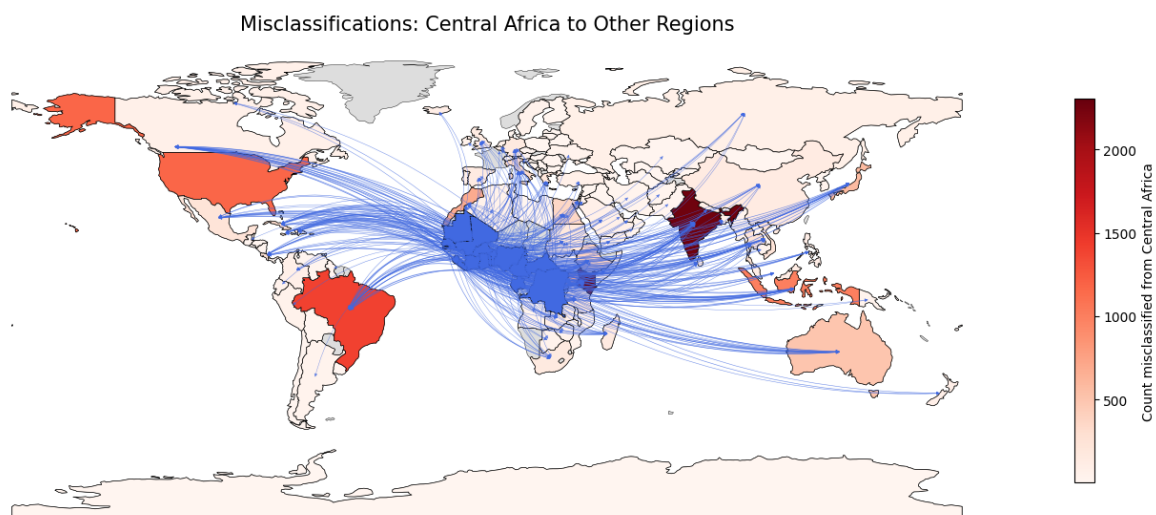 Misclassifications: Central Africa to Other Regions
2000
1500
1000
500
Count misclassified from Central Africa